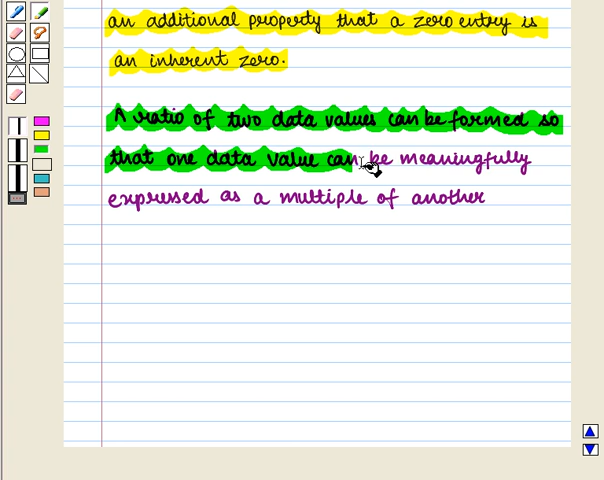 an additional property that a zero entry is
an inherent zero.
A ratio of two data values can be formed so
that one data value can be meaningfully
expressed as a multiple of another